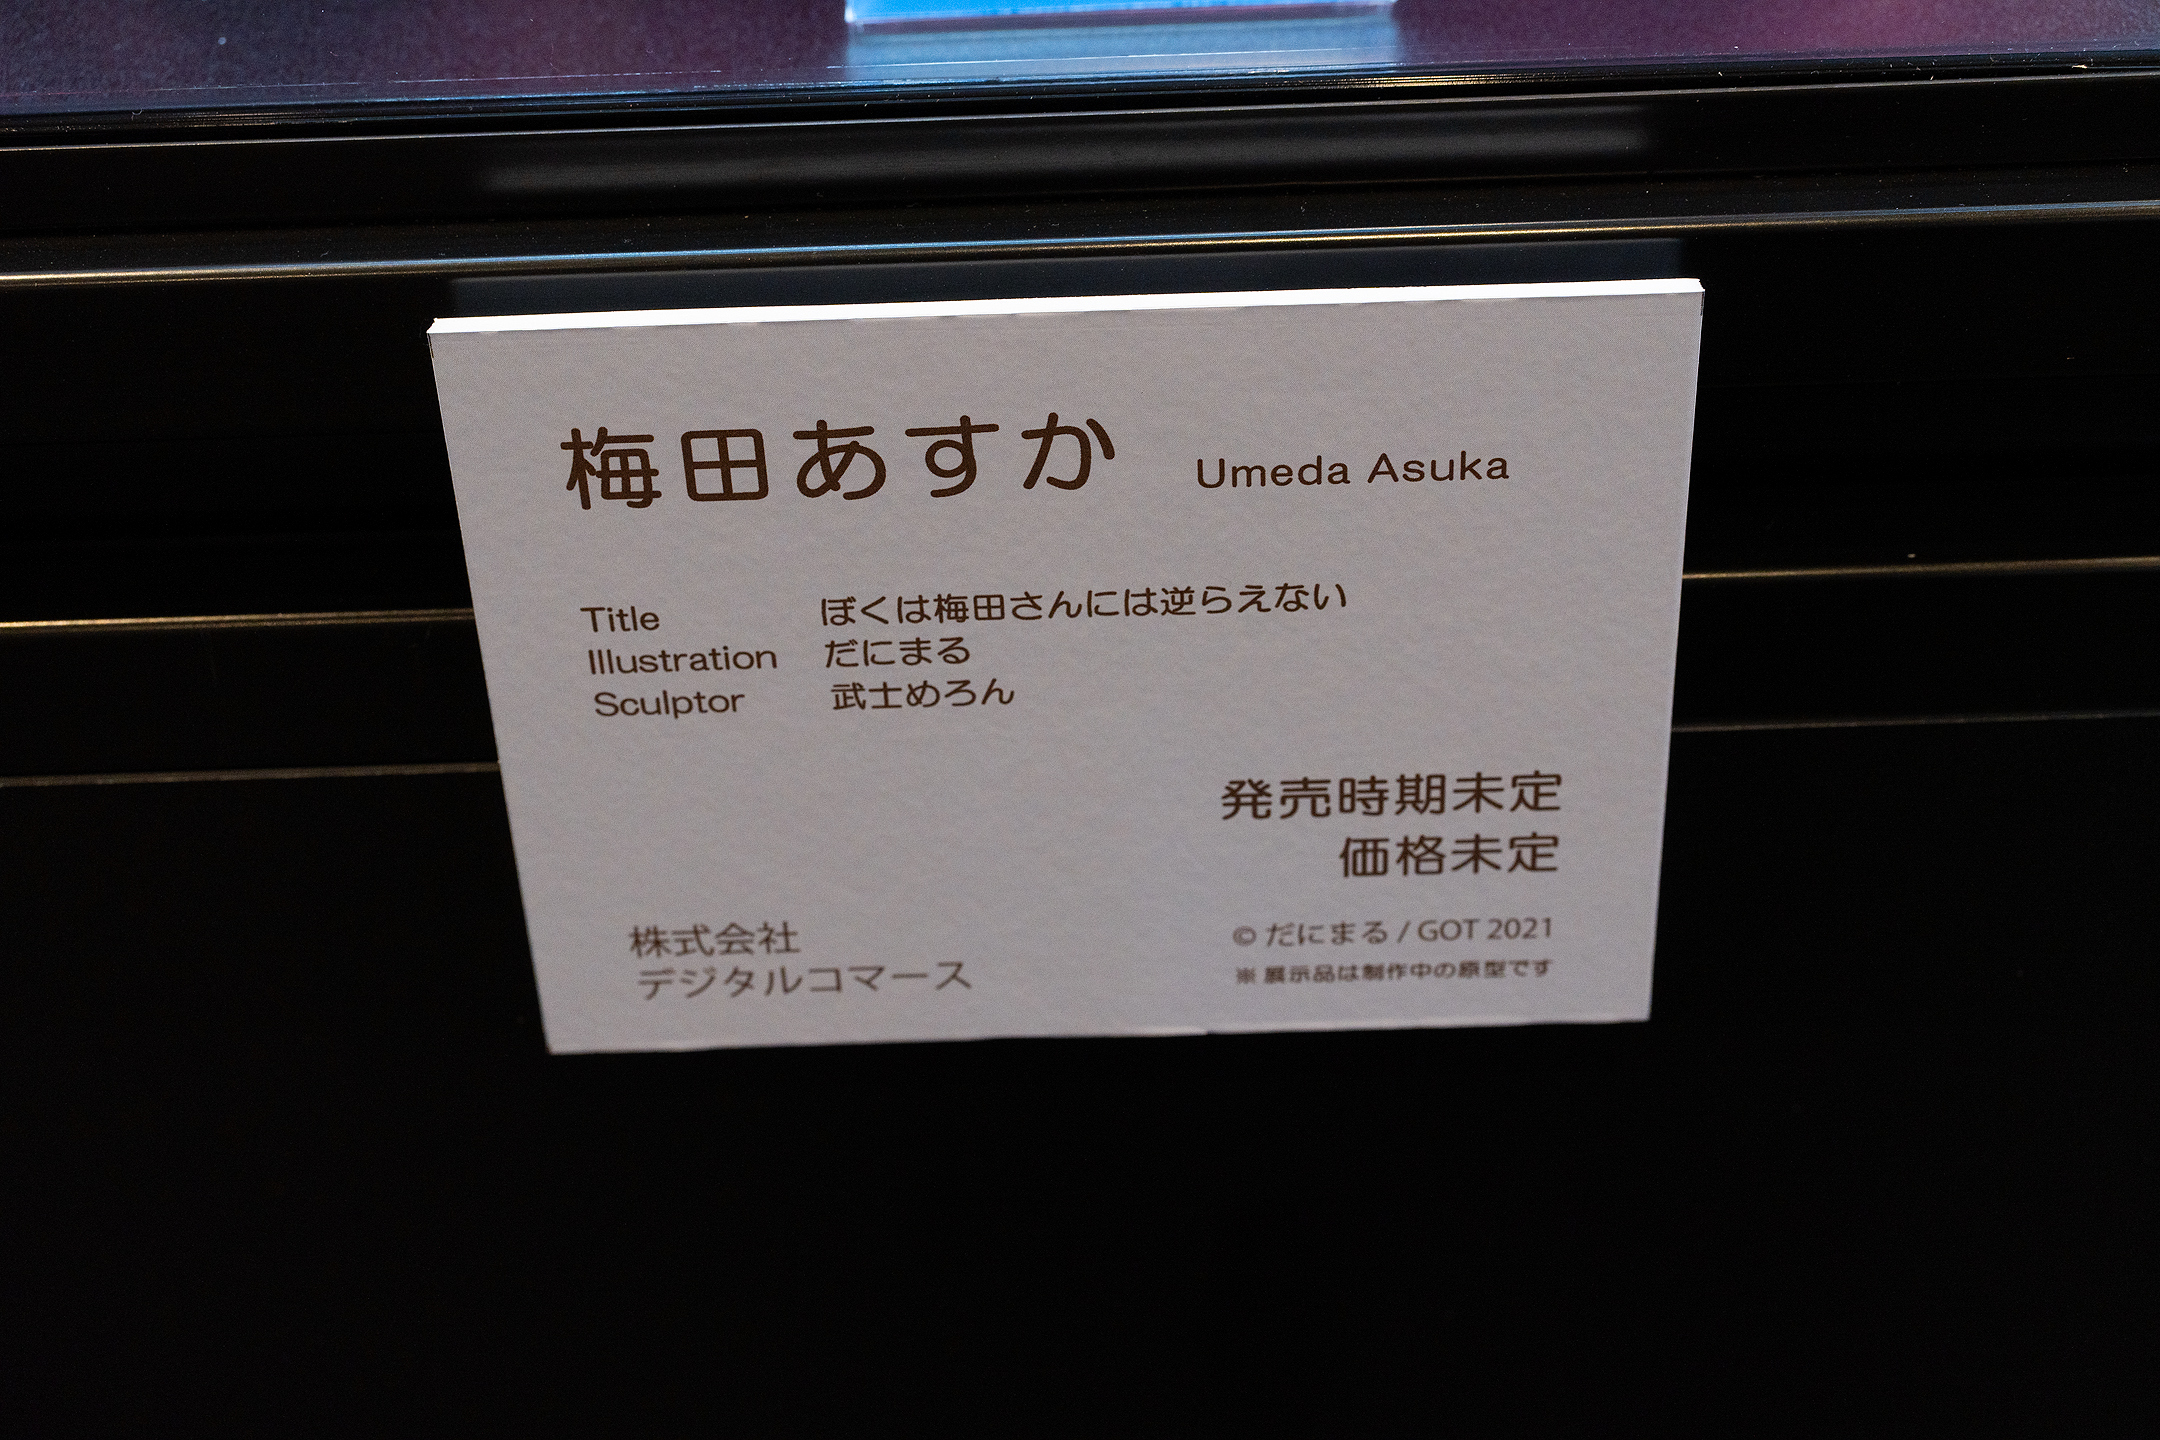 梅田あすか Umeda Asuka
Title ぼくは梅田さんには逆らえない
Illustration だにまる
Sculptor 武士めろん
発売時期未定
価格未定
株式会社
デジタルコマース
© だにまる / GOT 2021
※ 展示品は制作中の原型です